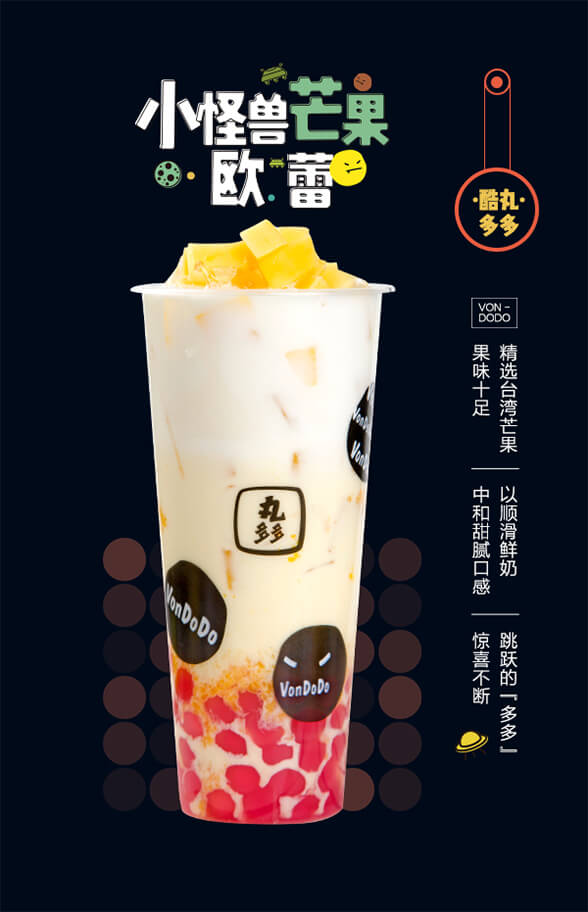 小怪兽芒果
欧蕾
·酷丸·
多多
VON-
DODO
精选台湾芒果
果味十足
以顺滑鲜奶
中和甜腻口感
跳跃的『多多』
惊喜不断
VonDoDo
VonDoDo
丸
多多
VonDoDo
VonDoDo